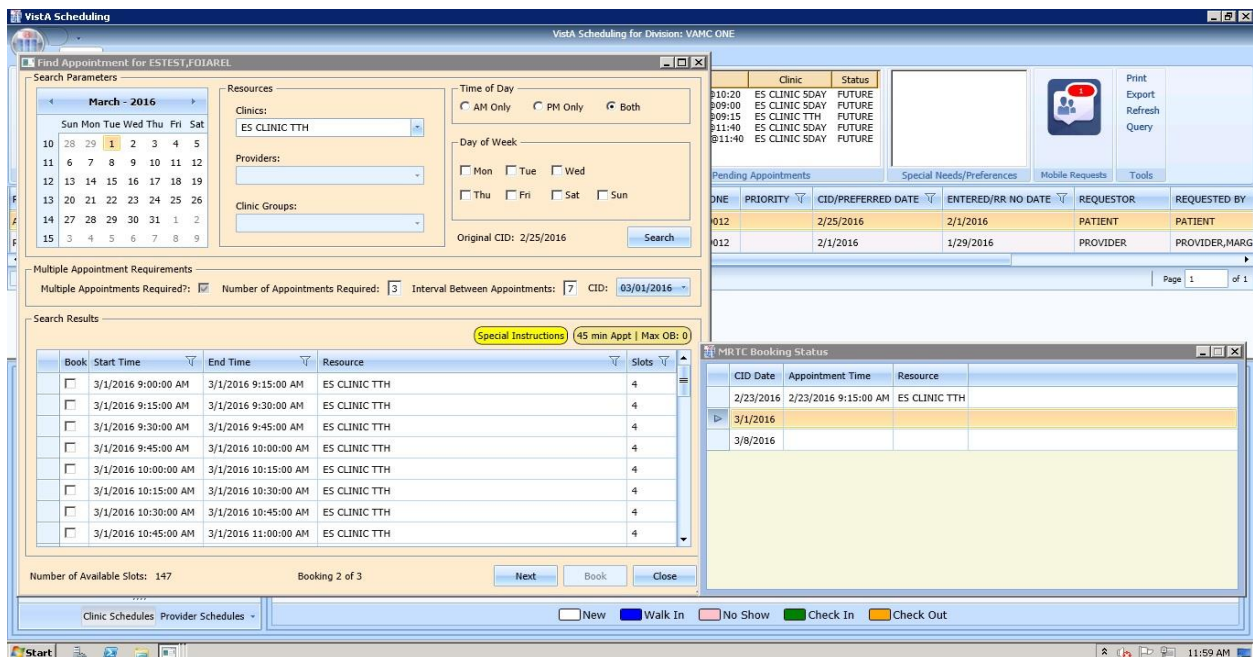 VistA Scheduling
VistA Scheduling for Division: VAMC ONE
Find Appointment for ESTEST,FOIAREL
Search Parameters
March - 2016
Sun Mon Tue Wed Thu Fri Sat
10 28 29 1 2 3 4 5
11 6 7 8 9 10 11 12
12 13 14 15 16 17 18 19
13 20 21 22 23 24 25 26
14 27 28 29 30 31 1 2
15 3 4 5 6 7 8 9
Resources
Clinics:
ES CLINIC TTH
Providers:
Clinic Groups:
Time of Day
AM Only PM Only Both
Day of Week
Mon Tue Wed
Thu Fri Sat Sun
Original CID: 2/25/2016 Search
Multiple Appointment Requirements
Multiple Appointments Required?: Number of Appointments Required: 3 Interval Between Appointments: 7 CID: 03/01/2016
Search Results
Special Instructions 45 min Appt | Max OB: 0
Book Start Time End Time Resource Slots
3/1/2016 9:00:00 AM 3/1/2016 9:15:00 AM ES CLINIC TTH 4
3/1/2016 9:15:00 AM 3/1/2016 9:30:00 AM ES CLINIC TTH 4
3/1/2016 9:30:00 AM 3/1/2016 9:45:00 AM ES CLINIC TTH 4
3/1/2016 9:45:00 AM 3/1/2016 10:00:00 AM ES CLINIC TTH 4
3/1/2016 10:00:00 AM 3/1/2016 10:15:00 AM ES CLINIC TTH 4
3/1/2016 10:15:00 AM 3/1/2016 10:30:00 AM ES CLINIC TTH 4
3/1/2016 10:30:00 AM 3/1/2016 10:45:00 AM ES CLINIC TTH 4
3/1/2016 10:45:00 AM 3/1/2016 11:00:00 AM ES CLINIC TTH 4
Number of Available Slots: 147 Booking 2 of 3 Next Book Close
Clinic Status
@10:20 ES CLINIC 5DAY FUTURE
@09:00 ES CLINIC 5DAY FUTURE
@09:15 ES CLINIC TTH FUTURE
@11:40 ES CLINIC 5DAY FUTURE
@11:40 ES CLINIC 5DAY FUTURE
Pending Appointments
Special Needs/Preferences
1
Mobile Requests
Print
Export
Refresh
Query
Tools
ONE PRIORITY CID/PREFERRED DATE ENTERED/RR NO DATE REQUESTOR REQUESTED BY
0012 2/25/2016 2/1/2016 PATIENT PATIENT
0012 2/1/2016 1/29/2016 PROVIDER PROVIDER,MARG
Page 1 of 1
MRTC Booking Status
CID Date Appointment Time Resource
2/23/2016 2/23/2016 9:15:00 AM ES CLINIC TTH
3/1/2016
3/8/2016
Clinic Schedules Provider Schedules
New Walk In No Show Check In Check Out
Start 11:59 AM